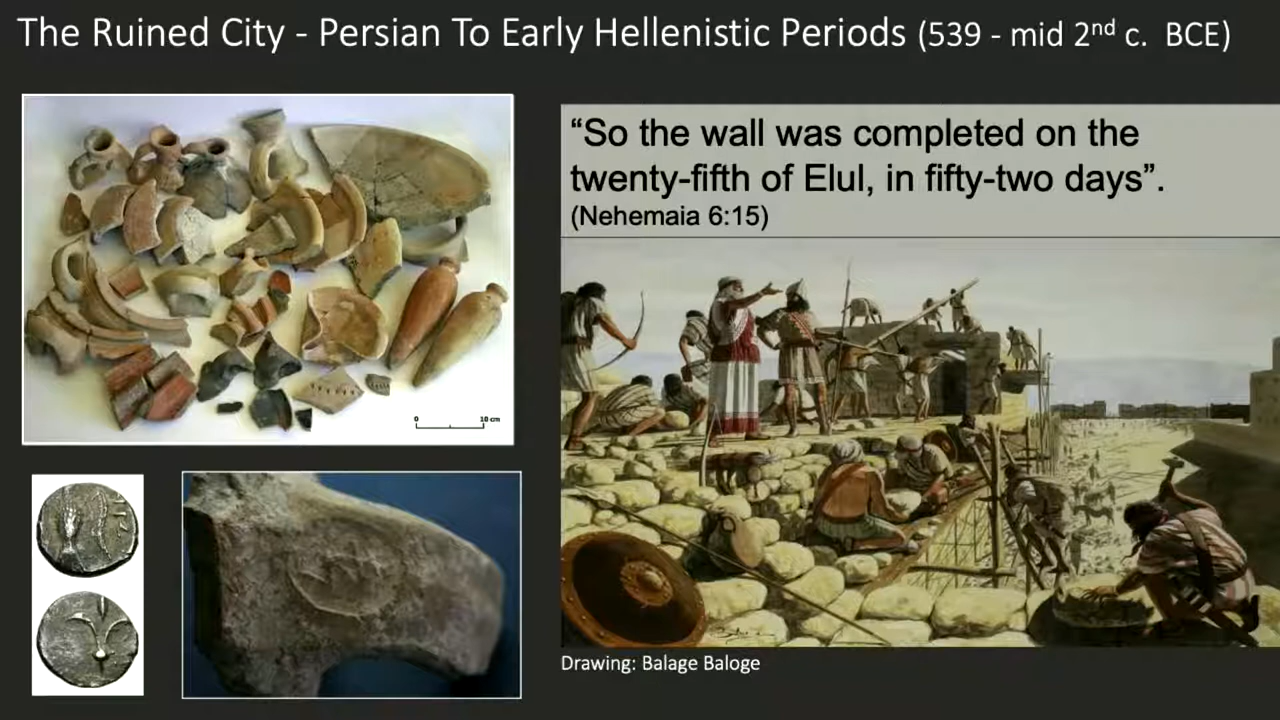 The Ruined City - Persian To Early Hellenistic Periods (539 - mid 2nd c. BCE)
“So the wall was completed on the
twenty-fifth of Elul, in fifty-two days”.
(Nehemaia 6:15)
0 10 cm
Drawing: Balage Baloge